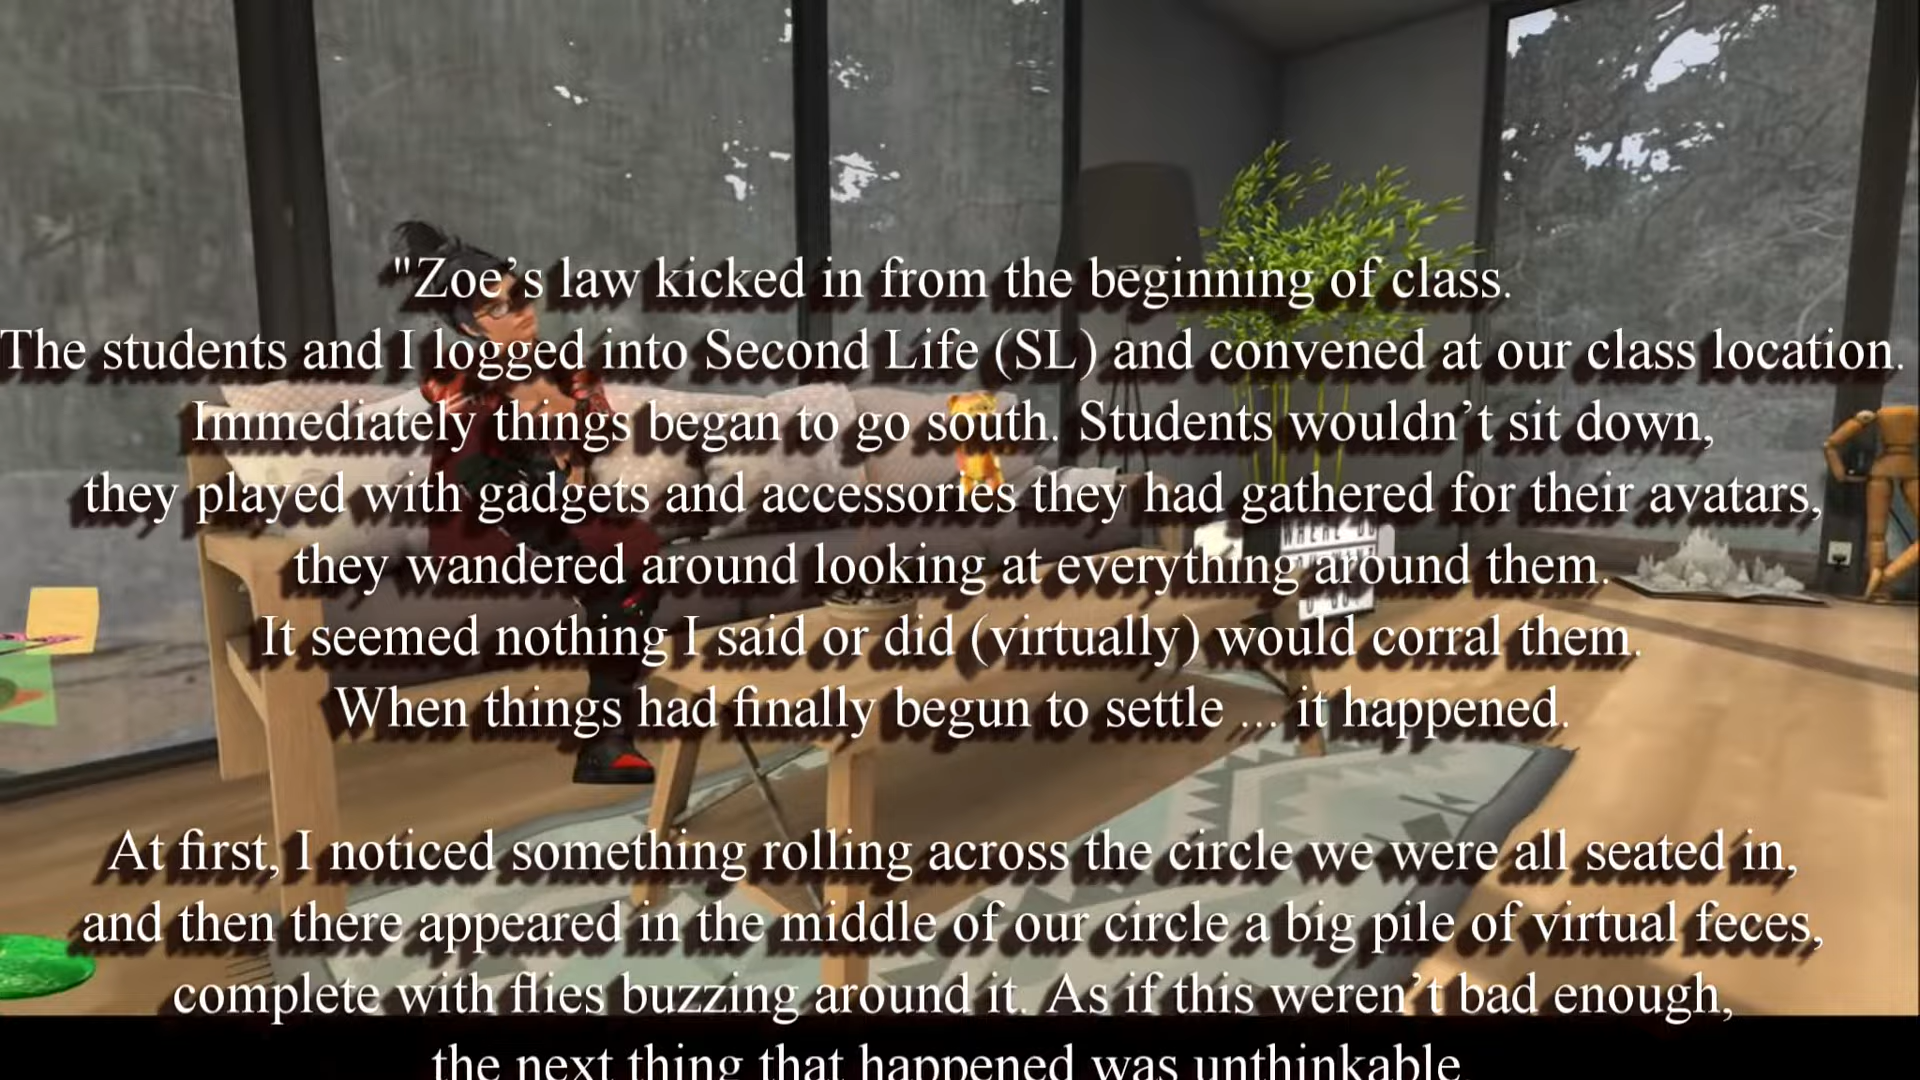 "Zoe’s law kicked in from the beginning of class.
The students and I logged into Second Life (SL) and convened at our class location.
Immediately things began to go south. Students wouldn’t sit down,
they played with gadgets and accessories they had gathered for their avatars,
they wandered around looking at everything around them.
It seemed nothing I said or did (virtually) would corral them.
When things had finally begun to settle ... it happened.
At first, I noticed something rolling across the circle we were all seated in,
and then there appeared in the middle of our circle a big pile of virtual feces,
complete with flies buzzing around it. As if this weren’t bad enough,
the next thing that happened was unthinkable